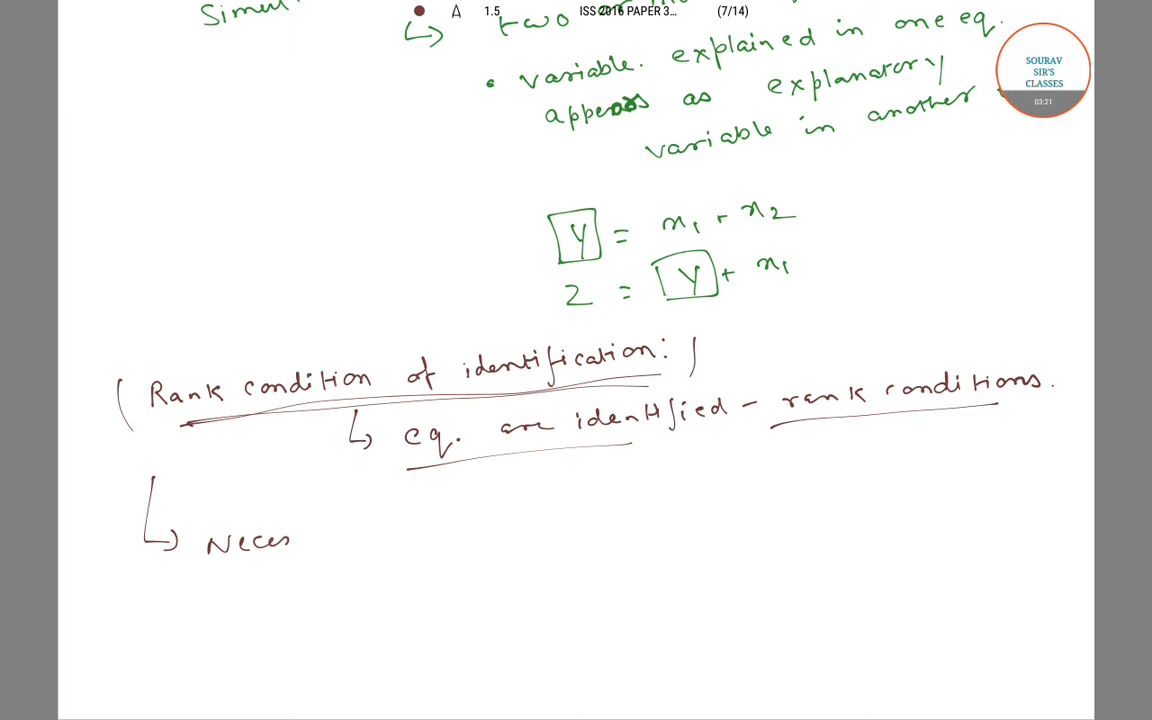 A 1.5 ISS 2016 PAPER 3... (7/14)
two
• variable. explained in one eq.
appears as explanatory
variable in another
SOURAV
SIR'S
CLASSES
03:21
Y = x1 + x2
2 = Y + x1
(Rank condition of identification:)
↳ eq. are identified - rank conditions.
↳ Neces